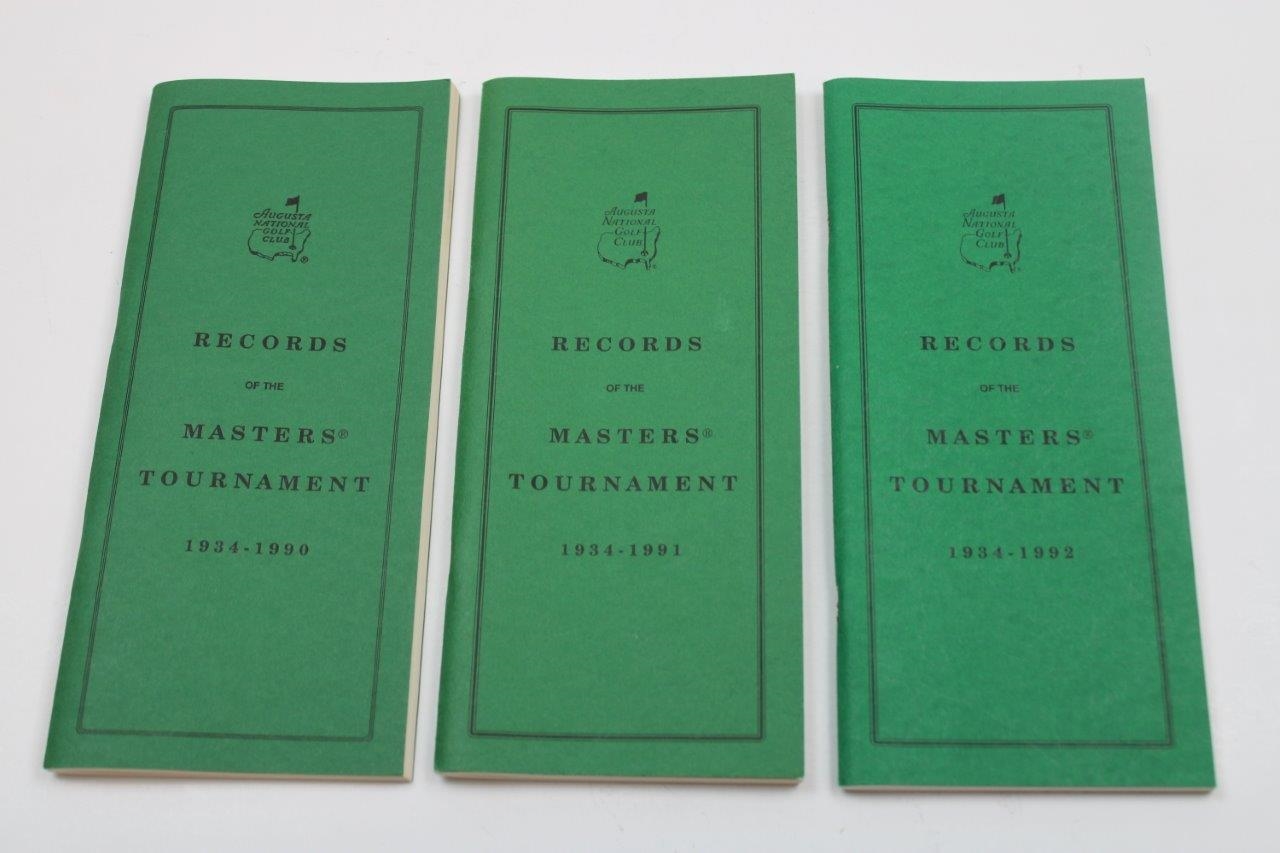 AUGUSTA
NATIONAL
GOLF
CLUB
®
RECORDS
OF THE
MASTERS®
TOURNAMENT
1934-1990
AUGUSTA
NATIONAL
GOLF
CLUB
®
RECORDS
OF THE
MASTERS®
TOURNAMENT
1934-1991
AUGUSTA
NATIONAL
GOLF
CLUB
®
RECORDS
OF THE
MASTERS®
TOURNAMENT
1934-1992